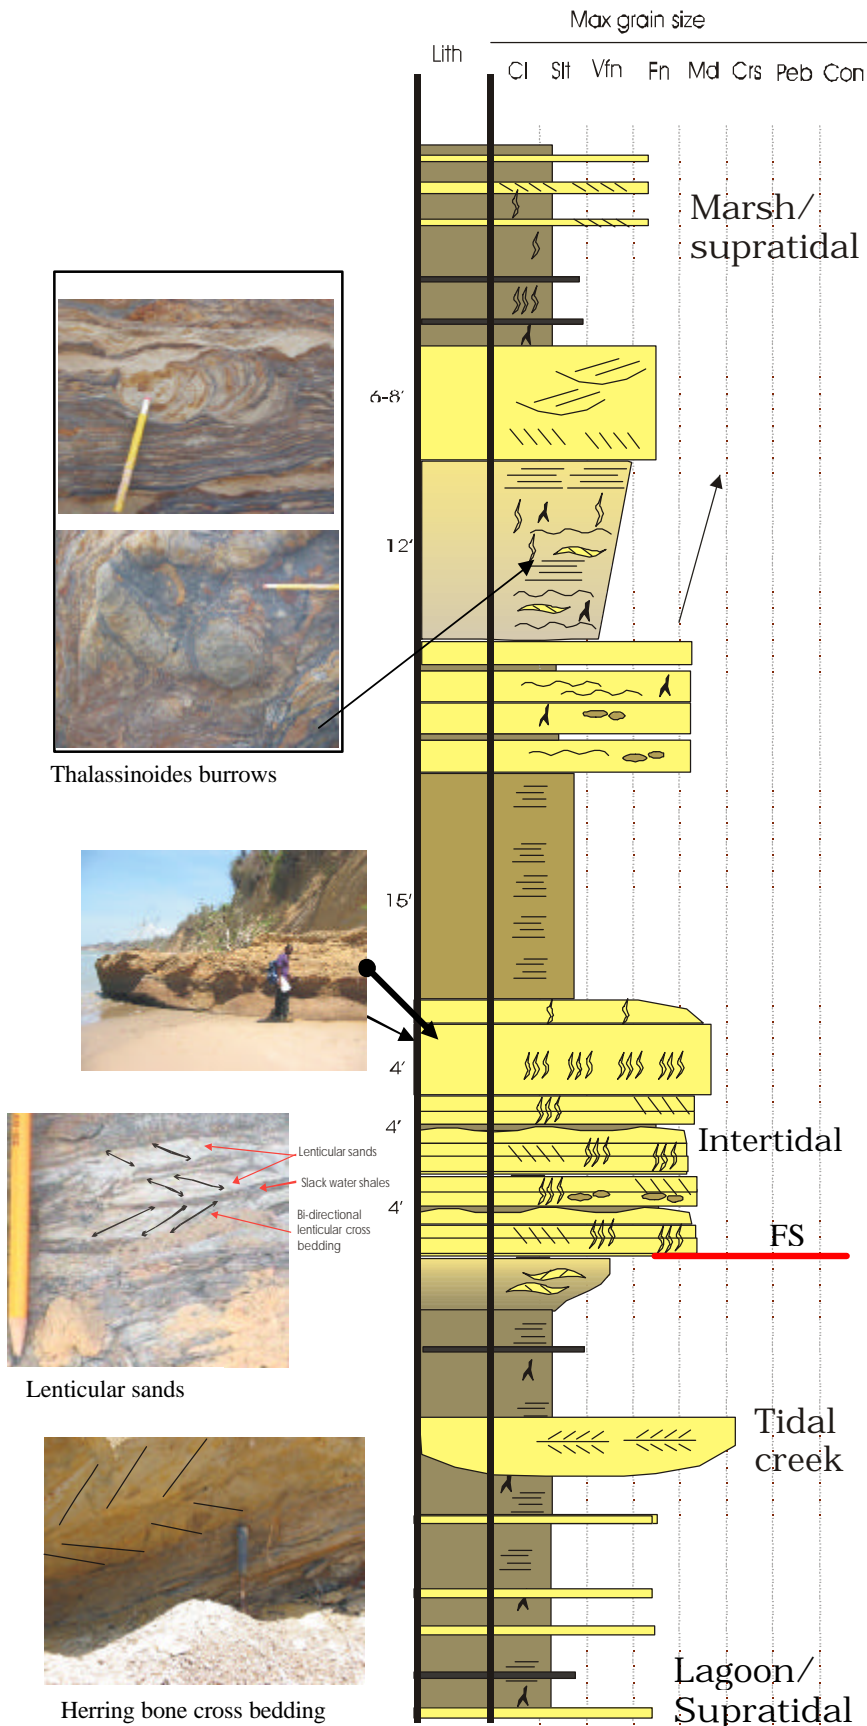 Max grain size
Lith
Cl Slt Vfn Fn Md Crs Peb Con
Marsh/
supratidal
6-8'
12'
Thalassinoides burrows
15'
4'
4'
Intertidal
4'
FS
Lenticular sands
Slack water shales
Bi-directional
lenticular cross
bedding
Lenticular sands
Tidal
creek
Herring bone cross bedding
Lagoon/
Supratidal